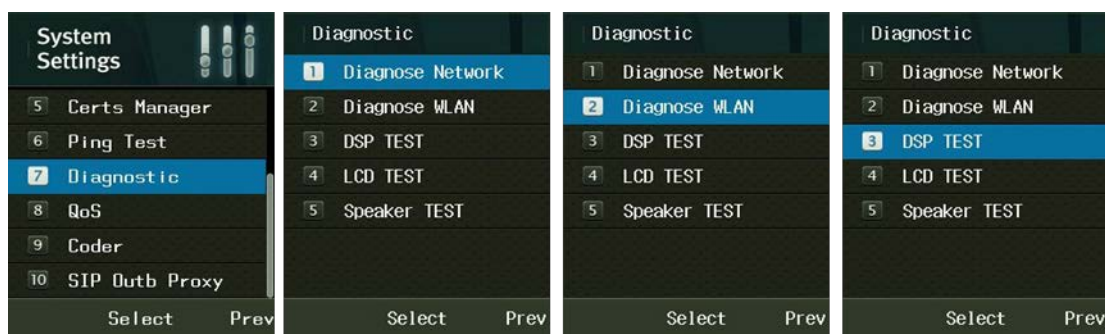 System
Settings
5 Certs Manager
6 Ping Test
7 Diagnostic
8 QoS
9 Coder
10 SIP Outb Proxy
Select Prev
Diagnostic
1 Diagnose Network
2 Diagnose WLAN
3 DSP TEST
4 LCD TEST
5 Speaker TEST
Select Prev
Diagnostic
1 Diagnose Network
2 Diagnose WLAN
3 DSP TEST
4 LCD TEST
5 Speaker TEST
Select Prev
Diagnostic
1 Diagnose Network
2 Diagnose WLAN
3 DSP TEST
4 LCD TEST
5 Speaker TEST
Select Prev